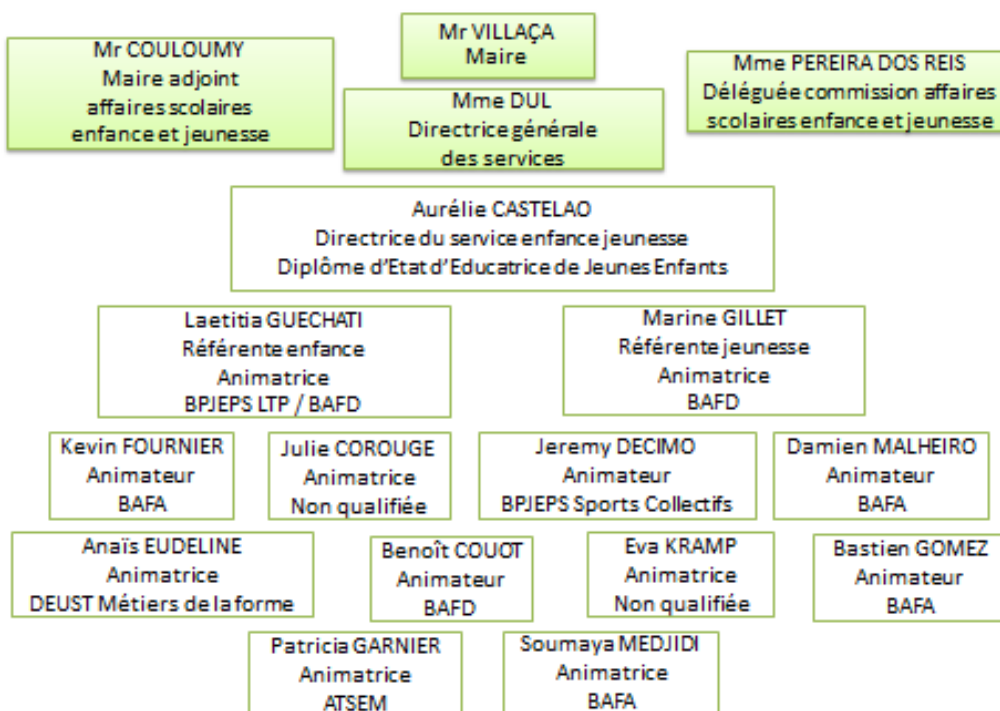 Mr COULOUMY
Maire adjoint
affaires scolaires
enfance et jeunesse
Mr VILLAÇA
Maire
Mme DUL
Directrice générale
des services
Mme PEREIRA DOS REIS
Déléguée commission affaires
scolaires enfance et jeunesse
Aurélie CASTELAO
Directrice du service enfance jeunesse
Diplôme d'Etat d'Educatrice de Jeunes Enfants
Laetitia GUECHATI
Référente enfance
Animatrice
BPJEPS LTP / BAFD
Marine GILLET
Référente jeunesse
Animatrice
BAFD
Kevin FOURNIER
Animateur
BAFA
Julie COROUGE
Animatrice
Non qualifiée
Jeremy DECIMO
Animateur
BPJEPS Sports Collectifs
Damien MALHEIRO
Animateur
BAFA
Anaïs EUDELINE
Animatrice
DEUST Métiers de la forme
Benoît COUOT
Animateur
BAFD
Eva KRAMP
Animatrice
Non qualifiée
Bastien GOMEZ
Animateur
BAFA
Patricia GARNIER
Animatrice
ATSEM
Soumaya MEDJIDI
Animatrice
BAFA